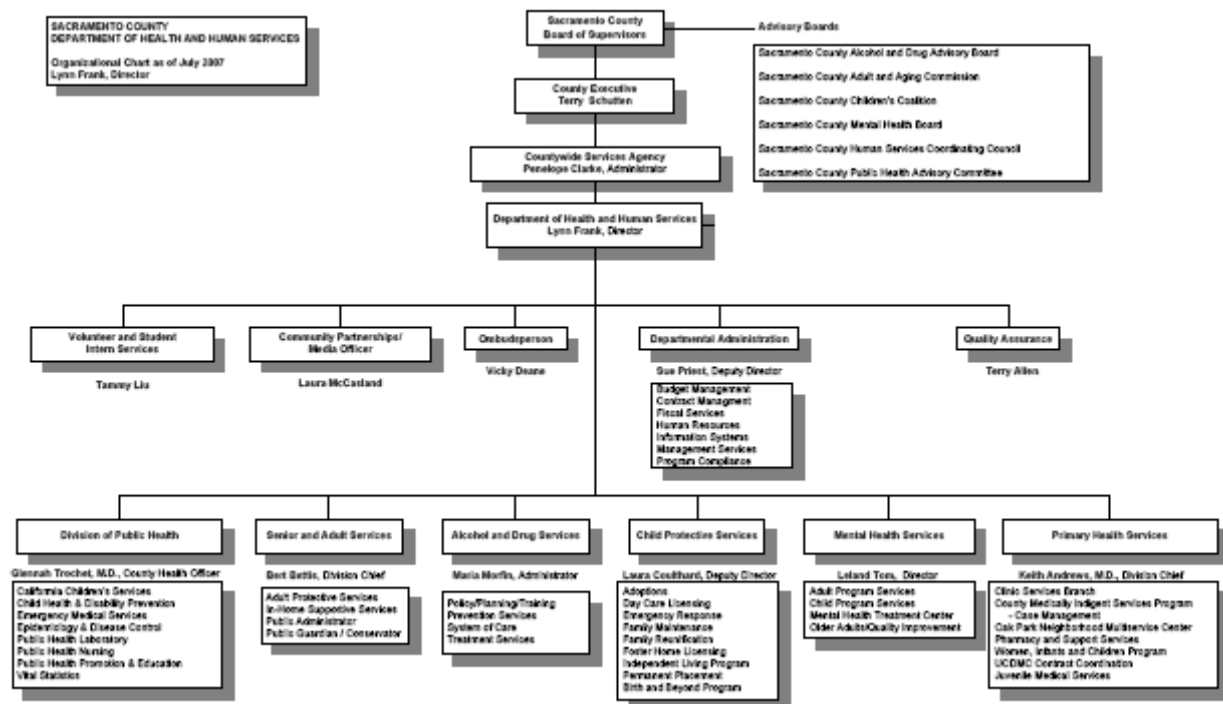 SACRAMENTO COUNTY
DEPARTMENT OF HEALTH AND HUMAN SERVICES
Organizational Chart as of July 2007
Lynn Frank, Director
Sacramento County
Board of Supervisors
Advisory Boards
Sacramento County Alcohol and Drug Advisory Board
Sacramento County Adult and Aging Commission
Sacramento County Children's Coalition
Sacramento County Mental Health Board
Sacramento County Human Services Coordinating Council
Sacramento County Public Health Advisory Committee
County Executive
Terry Schutten
Countywide Services Agency
Penelope Clarke, Administrator
Department of Health and Human Services
Lynn Frank, Director
Volunteer and Student
Intern Services
Tammy Liu
Community Partnerships/
Media Officer
Laura McCasland
Ombudsperson
Vicky Deane
Departmental Administration
Sue Priest, Deputy Director
Budget Management
Contract Managment
Fiscal Services
Human Resources
Information Systems
Management Services
Program Compliance
Quality Assurance
Terry Allen
Division of Public Health
Glennah Trochet, M.D., County Health Officer
California Children's Services
Child Health & Disability Prevention
Emergency Medical Services
Epidemiology & Disease Control
Public Health Laboratory
Public Health Nursing
Public Health Promotion & Education
Vital Statistics
Senior and Adult Services
Bert Bettis, Division Chief
Adult Protective Services
In-Home Supportive Services
Public Administrator
Public Guardian / Conservator
Alcohol and Drug Services
Maria Morfin, Administrator
Policy/Planning/Training
Prevention Services
System of Care
Treatment Services
Child Protective Services
Laura Coulthard, Deputy Director
Adoptions
Day Care Licensing
Emergency Response
Family Maintenance
Family Reunification
Foster Home Licensing
Independent Living Program
Permanent Placement
Birth and Beyond Program
Mental Health Services
Leland Tom, Director
Adult Program Services
Child Program Services
Mental Health Treatment Center
Older Adults/Quality Improvement
Primary Health Services
Keith Andrews, M.D., Division Chief
Clinic Services Branch
County Medically Indigent Services Program
- Case Management
Oak Park Neighborhood Multiservice Center
Pharmacy and Support Services
Women, Infants and Children Program
UCDMC Contract Coordination
Juvenile Medical Services